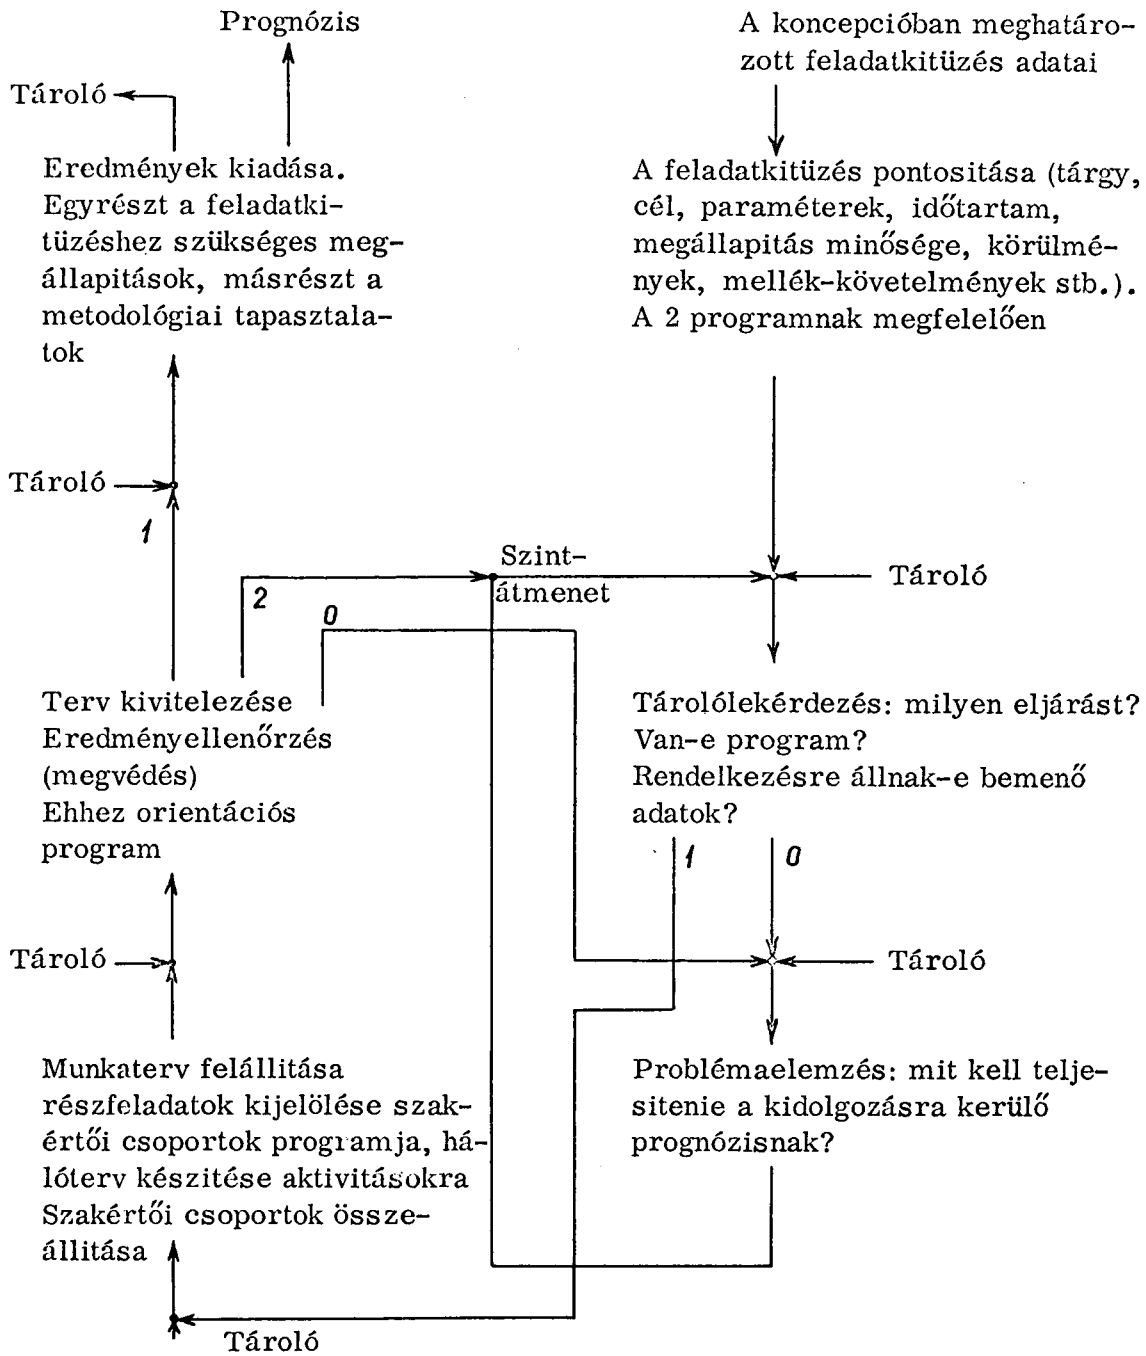 Prognózis
Tároló
Eredmények kiadása.
Egyrészt a feladatki-
tüzéshez szükséges meg-
állapitások, másrészt a
metodológiai tapasztala-
tok
A koncepcióban meghatáro-
zott feladatkitüzés adatai
A feladatkitüzés pontositása (tárgy,
cél, paraméterek, időtartam,
megállapitás minősége, körülmé-
nyek, mellék-követelmények stb.).
A 2 programnak megfelelően
Tároló
1
2
0
Szint-
átmenet
Tároló
Terv kivitelezése
Eredményellenőrzés
(megvédés)
Ehhez orientációs
program
Tárolólekérdezés: milyen eljárást?
Van-e program?
Rendelkezésre állnak-e bemenő
adatok?
1
0
Tároló
Tároló
Munkaterv felállitása
részfeladatok kijelölése szak-
értői csoportok programja, há-
lóterv készitése aktivitásokra
Szakértői csoportok össze-
állitása
Problémaelemzés: mit kell telje-
sitenie a kidolgozásra kerülő
prognózisnak?
Tároló